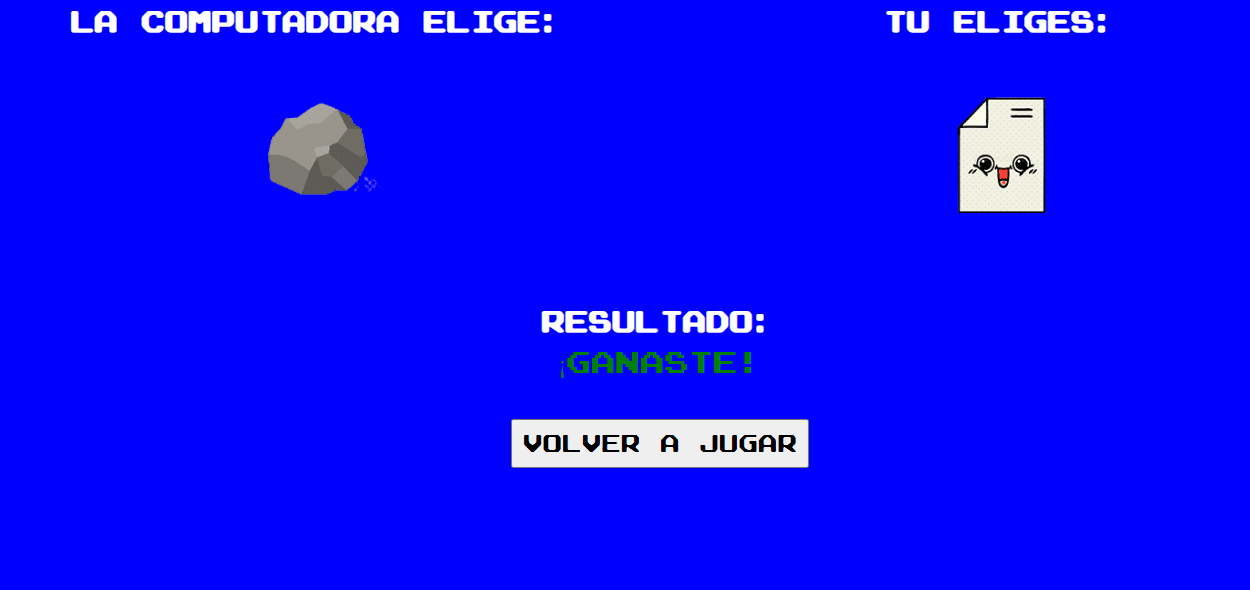 LA COMPUTADORA ELIGE:
TU ELIGES:
RESULTADO:
¡GANASTE!
VOLVER A JUGAR